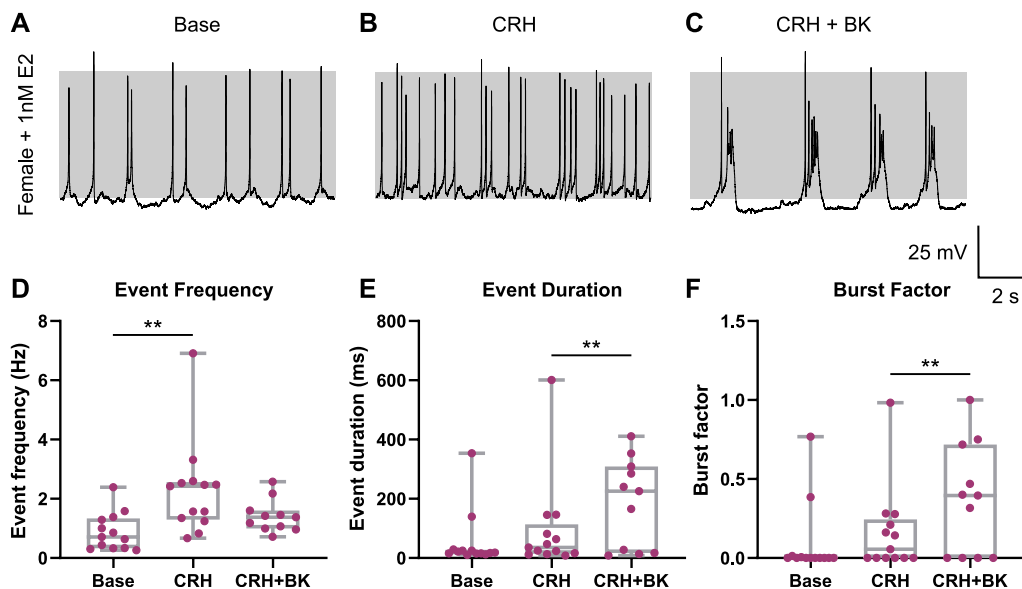 A Base
B CRH
C CRH + BK
Female + 1nM E2
25 mV
2 s
D Event Frequency
**
Event frequency (Hz)
8
6
4
2
0
Base CRH CRH+BK
E Event Duration
**
Event duration (ms)
800
600
400
200
0
Base CRH CRH+BK
F Burst Factor
**
Burst factor
1.5
1.0
0.5
0.0
Base CRH CRH+BK